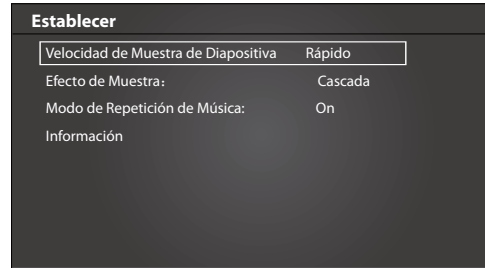 Establecer
Velocidad de Muestra de Diapositiva Rápido
Efecto de Muestra: Cascada
Modo de Repetición de Música: On
Información